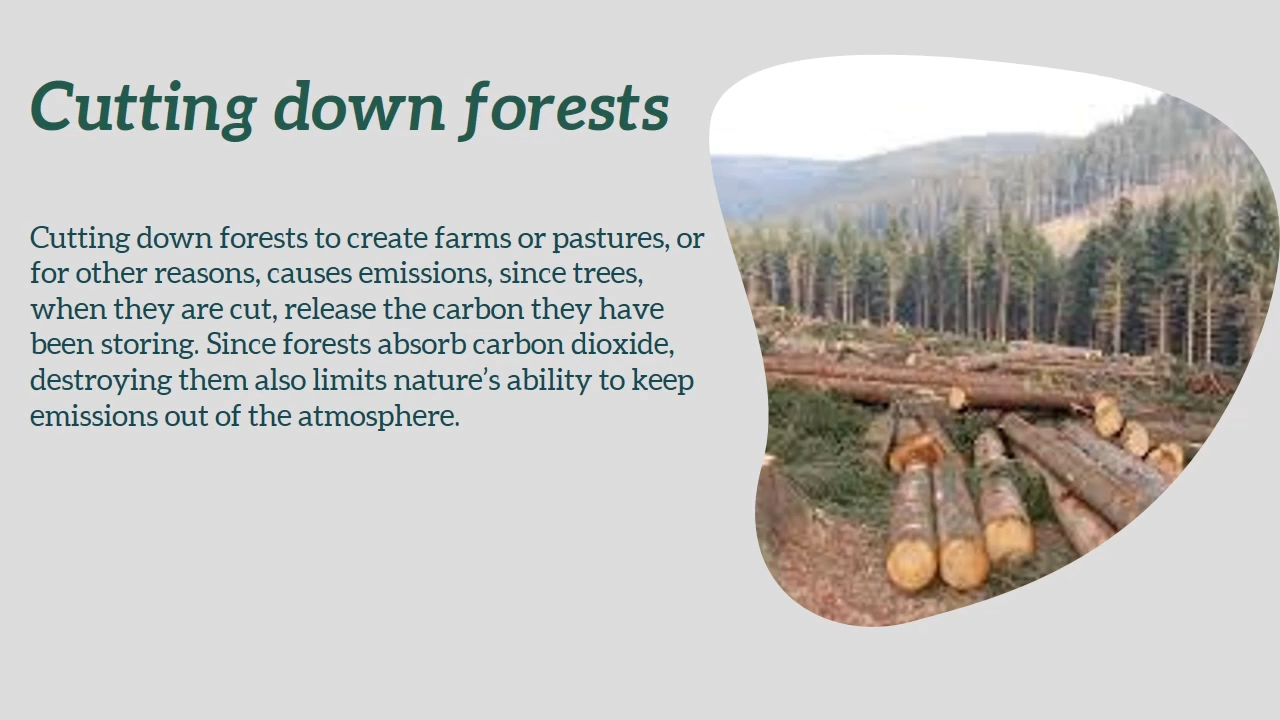 Cutting down forests
Cutting down forests to create farms or pastures, or
for other reasons, causes emissions, since trees,
when they are cut, release the carbon they have
been storing. Since forests absorb carbon dioxide,
destroying them also limits nature’s ability to keep
emissions out of the atmosphere.